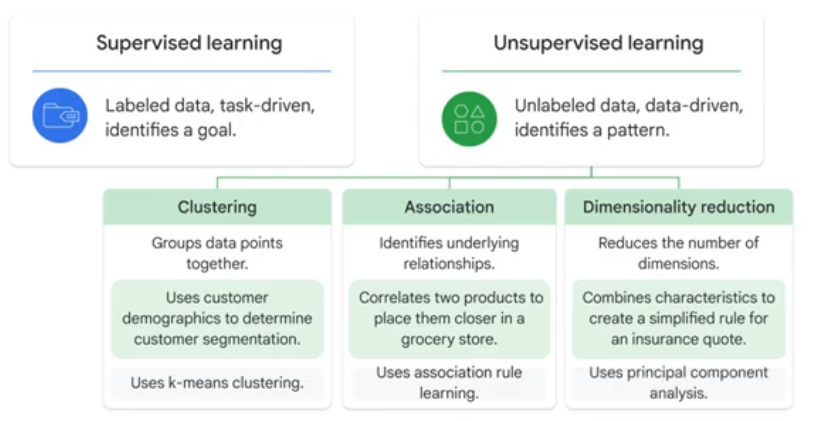 Supervised learning
Labeled data, task-driven,
identifies a goal.
Unsupervised learning
Unlabeled data, data-driven,
identifies a pattern.
Clustering
Groups data points
together.
Uses customer
demographics to determine
customer segmentation.
Uses k-means clustering.
Association
Identifies underlying
relationships.
Correlates two products to
place them closer in a
grocery store.
Uses association rule
learning.
Dimensionality reduction
Reduces the number of
dimensions.
Combines characteristics to
create a simplified rule for
an insurance quote.
Uses principal component
analysis.